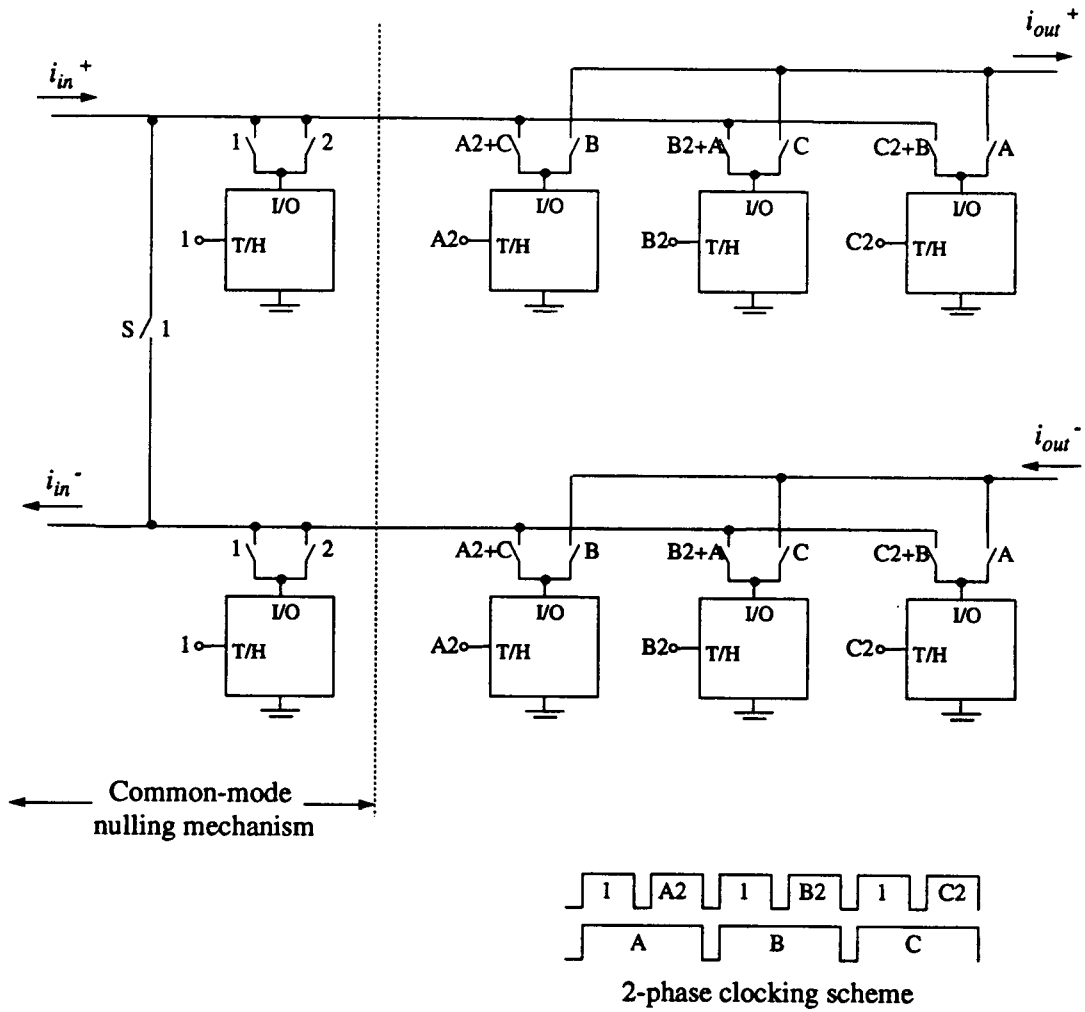 i_in^+
i_out^+
1 2 A2+C B B2+A C C2+B A
I/O I/O I/O I/O
1 T/H A2 T/H B2 T/H C2 T/H
S 1
i_in^-
i_out^-
1 2 A2+C B B2+A C C2+B A
I/O I/O I/O I/O
1 T/H A2 T/H B2 T/H C2 T/H
Common-mode
nulling mechanism
1 A2 1 B2 1 C2
A B C
2-phase clocking scheme